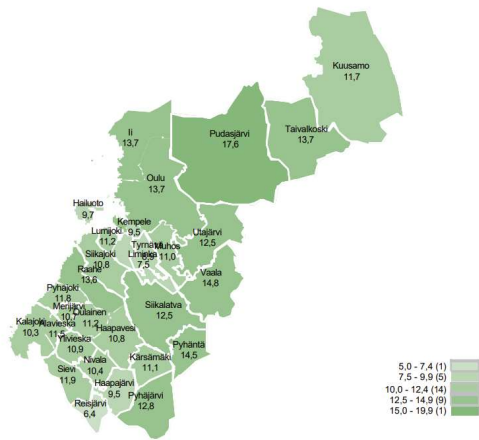 Kuusamo
11,7
Ii
13,7
Pudasjärvi
17,6
Taivalkoski
13,7
Oulu
13,7
Hailuoto
9,7
Kempele
9,5
Lumijoki
11,2
Tyrnävä
Muhos
11,0
Liminka
7,5
Utajärvi
12,5
Siikajoki
10,8
Raahe
13,6
Vaala
14,8
Pyhäjoki
11,8
Siikalatva
12,5
Merijärvi
10,7
Oulainen
11,2
Kalajoki
10,3
Alavieska
11,5
Haapavesi
10,8
Ylivieska
10,9
Pyhäntä
14,5
Kärsämäki
11,1
Nivala
10,4
Sievi
11,9
Haapajärvi
9,5
Pyhäjärvi
12,8
Reisjärvi
6,4
5,0 - 7,4 (1)
7,5 - 9,9 (5)
10,0 - 12,4 (14)
12,5 - 14,9 (9)
15,0 - 19,9 (1)